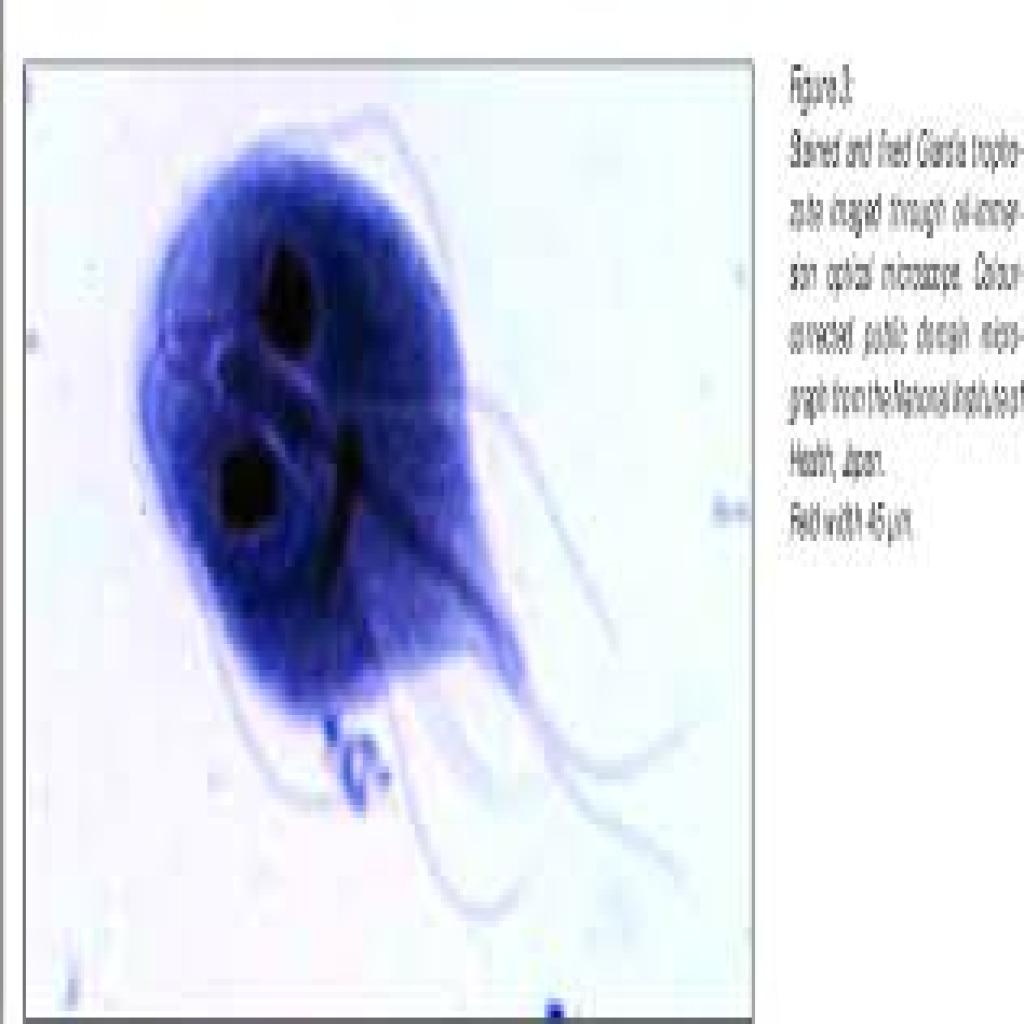 Figure 3:
Stained and fixed Giardia tropho-
zoite imaged through oil-immer-
sion optical microscope. Colour-
corrected public domain micro-
graph from the National Institute of
Health, Japan.
Field width 45 µm.